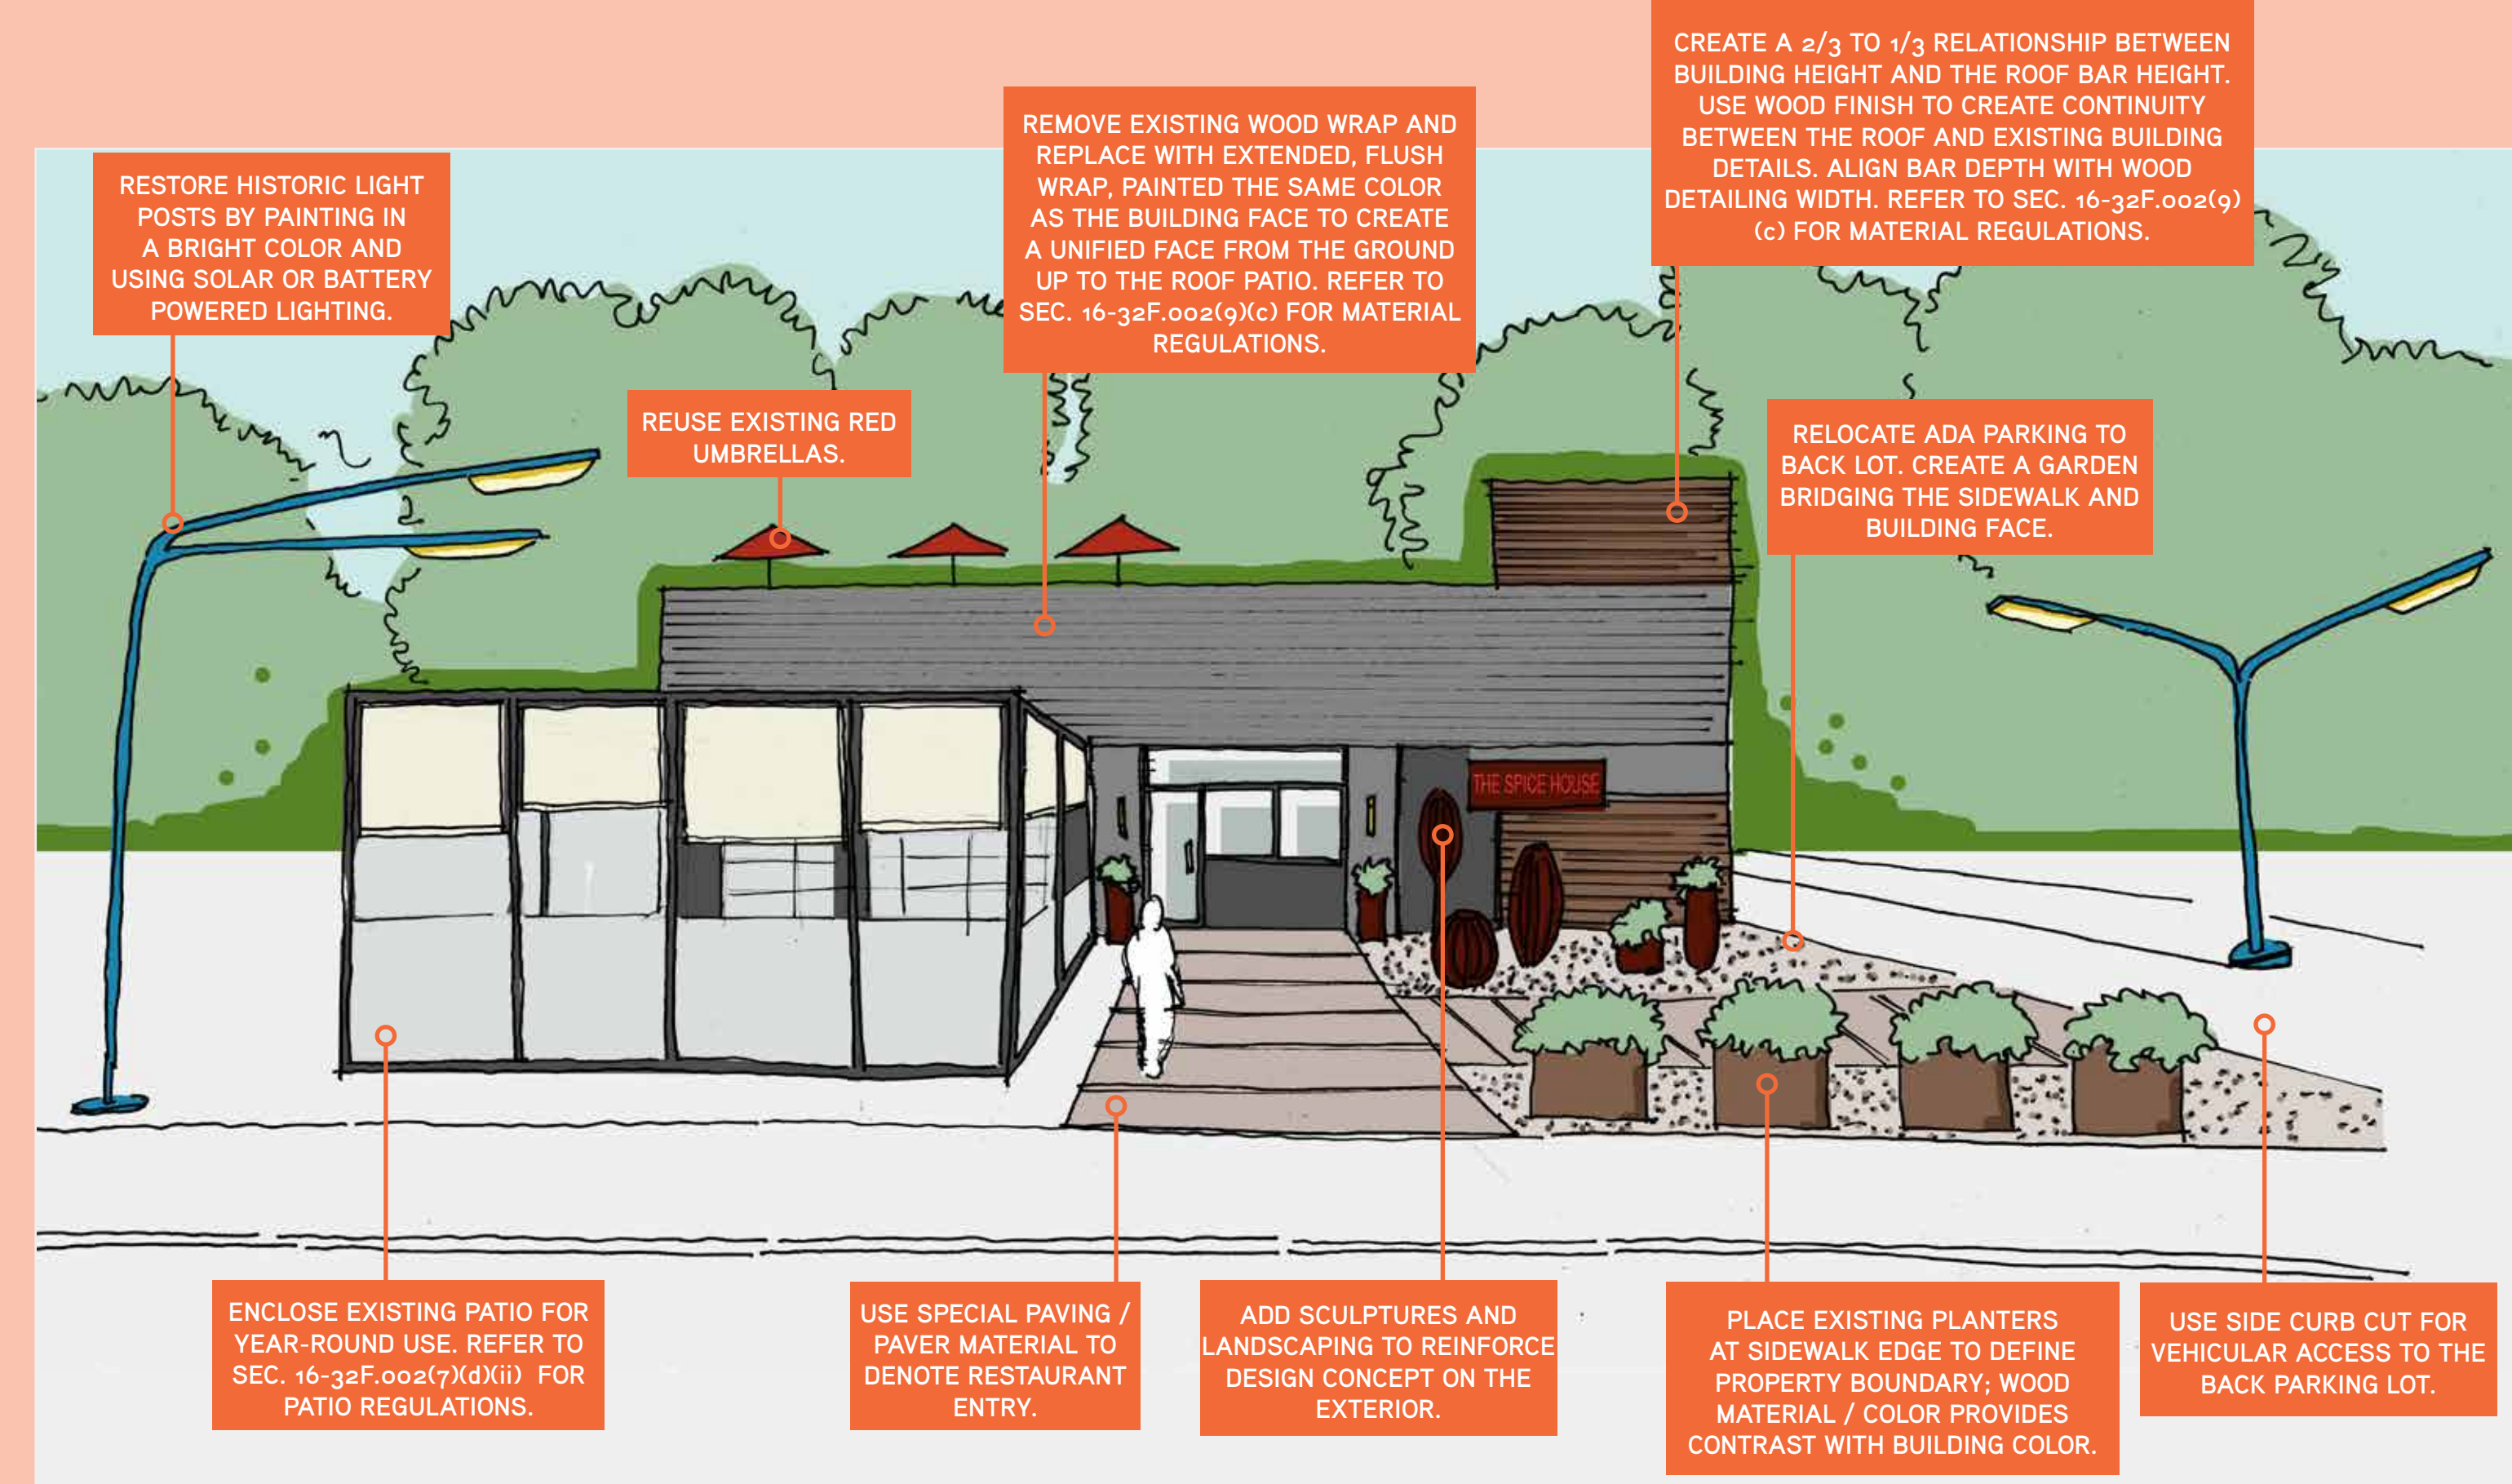 CREATE A 2/3 TO 1/3 RELATIONSHIP BETWEEN
BUILDING HEIGHT AND THE ROOF BAR HEIGHT.
USE WOOD FINISH TO CREATE CONTINUITY
BETWEEN THE ROOF AND EXISTING BUILDING
DETAILS. ALIGN BAR DEPTH WITH WOOD
DETAILING WIDTH. REFER TO SEC. 16-32F.002(9)
(c) FOR MATERIAL REGULATIONS.
REMOVE EXISTING WOOD WRAP AND
REPLACE WITH EXTENDED, FLUSH
WRAP, PAINTED THE SAME COLOR
AS THE BUILDING FACE TO CREATE
A UNIFIED FACE FROM THE GROUND
UP TO THE ROOF PATIO. REFER TO
SEC. 16-32F.002(9)(c) FOR MATERIAL
REGULATIONS.
RESTORE HISTORIC LIGHT
POSTS BY PAINTING IN
A BRIGHT COLOR AND
USING SOLAR OR BATTERY
POWERED LIGHTING.
REUSE EXISTING RED
UMBRELLAS.
RELOCATE ADA PARKING TO
BACK LOT. CREATE A GARDEN
BRIDGING THE SIDEWALK AND
BUILDING FACE.
THE SPICE HOUSE
ENCLOSE EXISTING PATIO FOR
YEAR-ROUND USE. REFER TO
SEC. 16-32F.002(7)(d)(ii) FOR
PATIO REGULATIONS.
USE SPECIAL PAVING /
PAVER MATERIAL TO
DENOTE RESTAURANT
ENTRY.
ADD SCULPTURES AND
LANDSCAPING TO REINFORCE
DESIGN CONCEPT ON THE
EXTERIOR.
PLACE EXISTING PLANTERS
AT SIDEWALK EDGE TO DEFINE
PROPERTY BOUNDARY; WOOD
MATERIAL / COLOR PROVIDES
CONTRAST WITH BUILDING COLOR.
USE SIDE CURB CUT FOR
VEHICULAR ACCESS TO THE
BACK PARKING LOT.